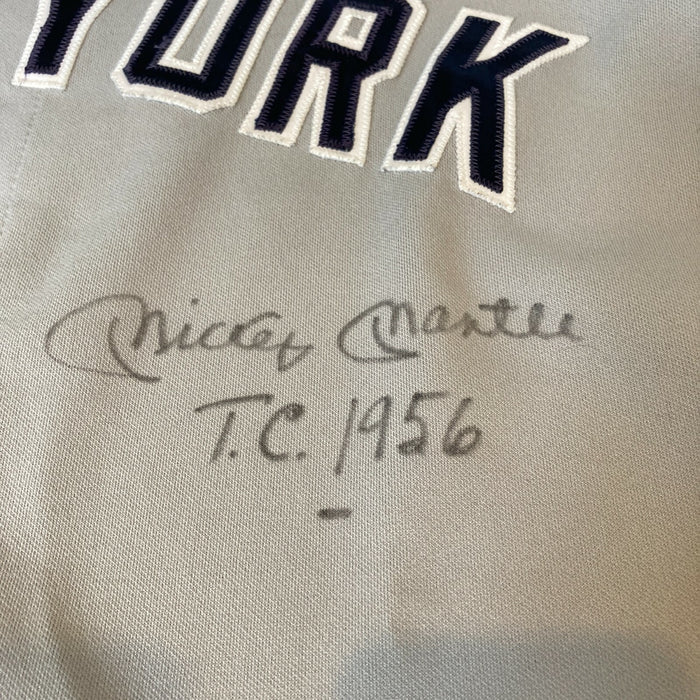 YORK
Mickey Mantle
T.C. 1956
-